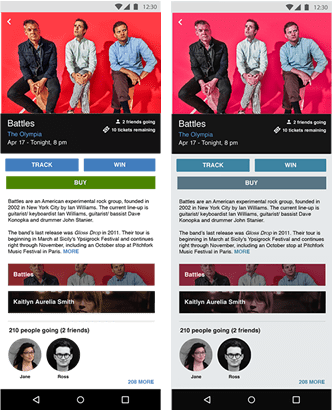 12:30
Battles
The Olympia
Apr 17 - Tonight, 8 pm
2 friends going
10 tickets remaining
TRACK
WIN
BUY
Battles are an American experimental rock group, founded in
2002 in New York City by Ian Williams. The current line-up is
guitarist/ keyboardist Ian Williams, guitarist/ bassist Dave
Konopka and drummer John Stanier.
The band's last release was Gloss Drop in 2011. Their tour is
beginning in March at Sicily's Ypsigrock Festival and continues
right through November, including an October stop at Pitchfork
Music Festival in Paris. MORE
Battles
Kaitlyn Aurelia Smith
210 people going (2 friends)
Jane
Ross
208 MORE
12:30
Battles
The Olympia
Apr 17 - Tonight, 8 pm
2 friends going
10 tickets remaining
TRACK
WIN
BUY
Battles are an American experimental rock group, founded in
2002 in New York City by Ian Williams. The current line-up is
guitarist/ keyboardist Ian Williams, guitarist/ bassist Dave
Konopka and drummer John Stanier.
The band's last release was Gloss Drop in 2011. Their tour is
beginning in March at Sicily's Ypsigrock Festival and continues
right through November, including an October stop at Pitchfork
Music Festival in Paris. MORE
Battles
Kaitlyn Aurelia Smith
210 people going (2 friends)
Jane
Ross
208 MORE